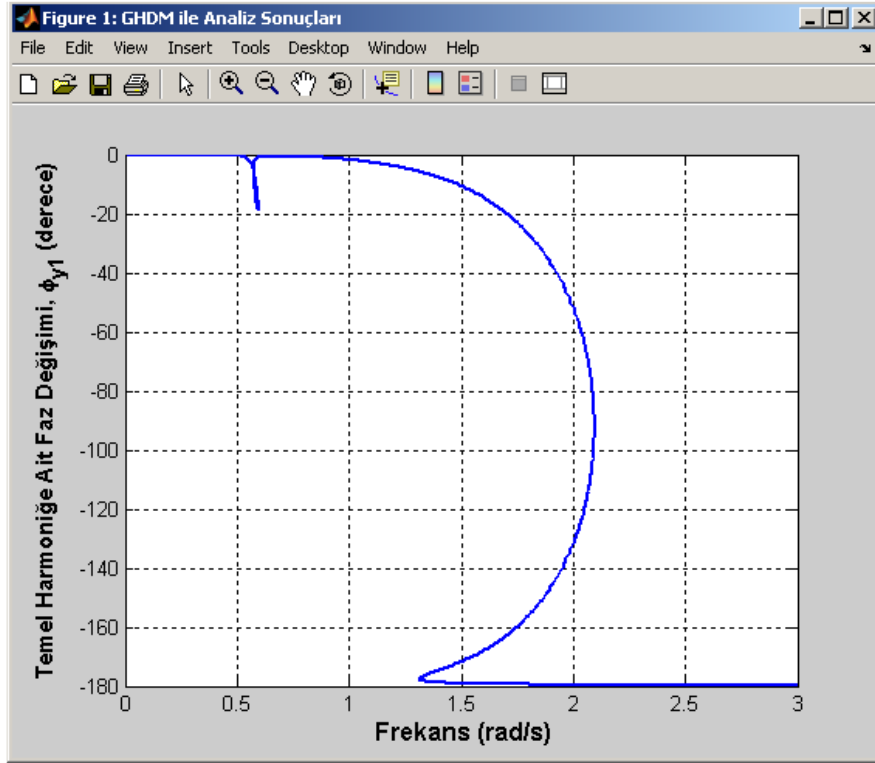 Figure 1: GHDM ile Analiz Sonuçları
File Edit View Insert Tools Desktop Window Help
Temel Harmoniğe Ait Faz Değişimi, ϕy1 (derece)
0
-20
-40
-60
-80
-100
-120
-140
-160
-180
0 0.5 1 1.5 2 2.5 3
Frekans (rad/s)